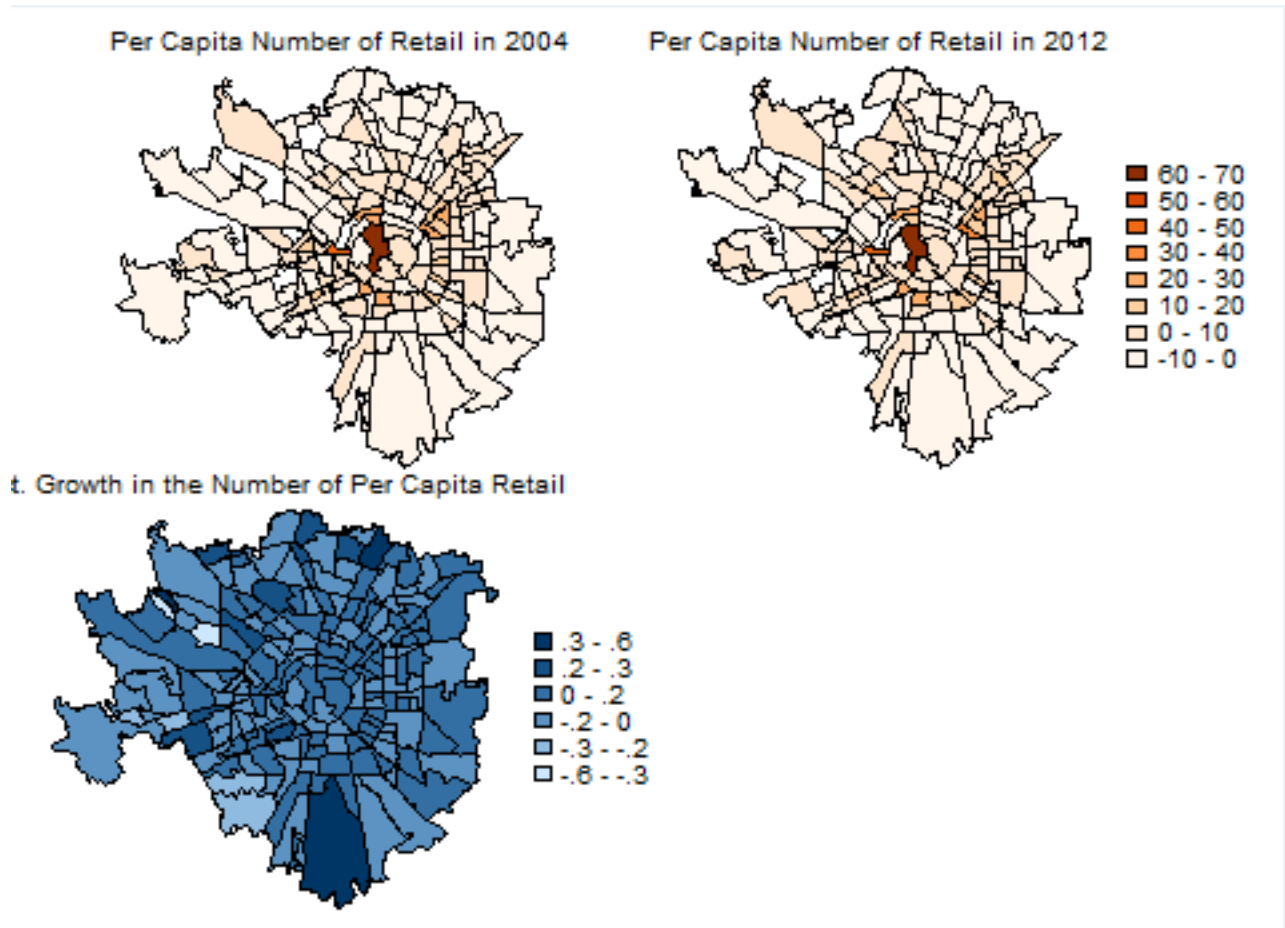 Per Capita Number of Retail in 2004
Per Capita Number of Retail in 2012
60 - 70
50 - 60
40 - 50
30 - 40
20 - 30
10 - 20
0 - 10
-10 - 0
t. Growth in the Number of Per Capita Retail
.3 - .6
.2 - .3
0 - .2
-.2 - 0
-.3 - -.2
-.6 - -.3